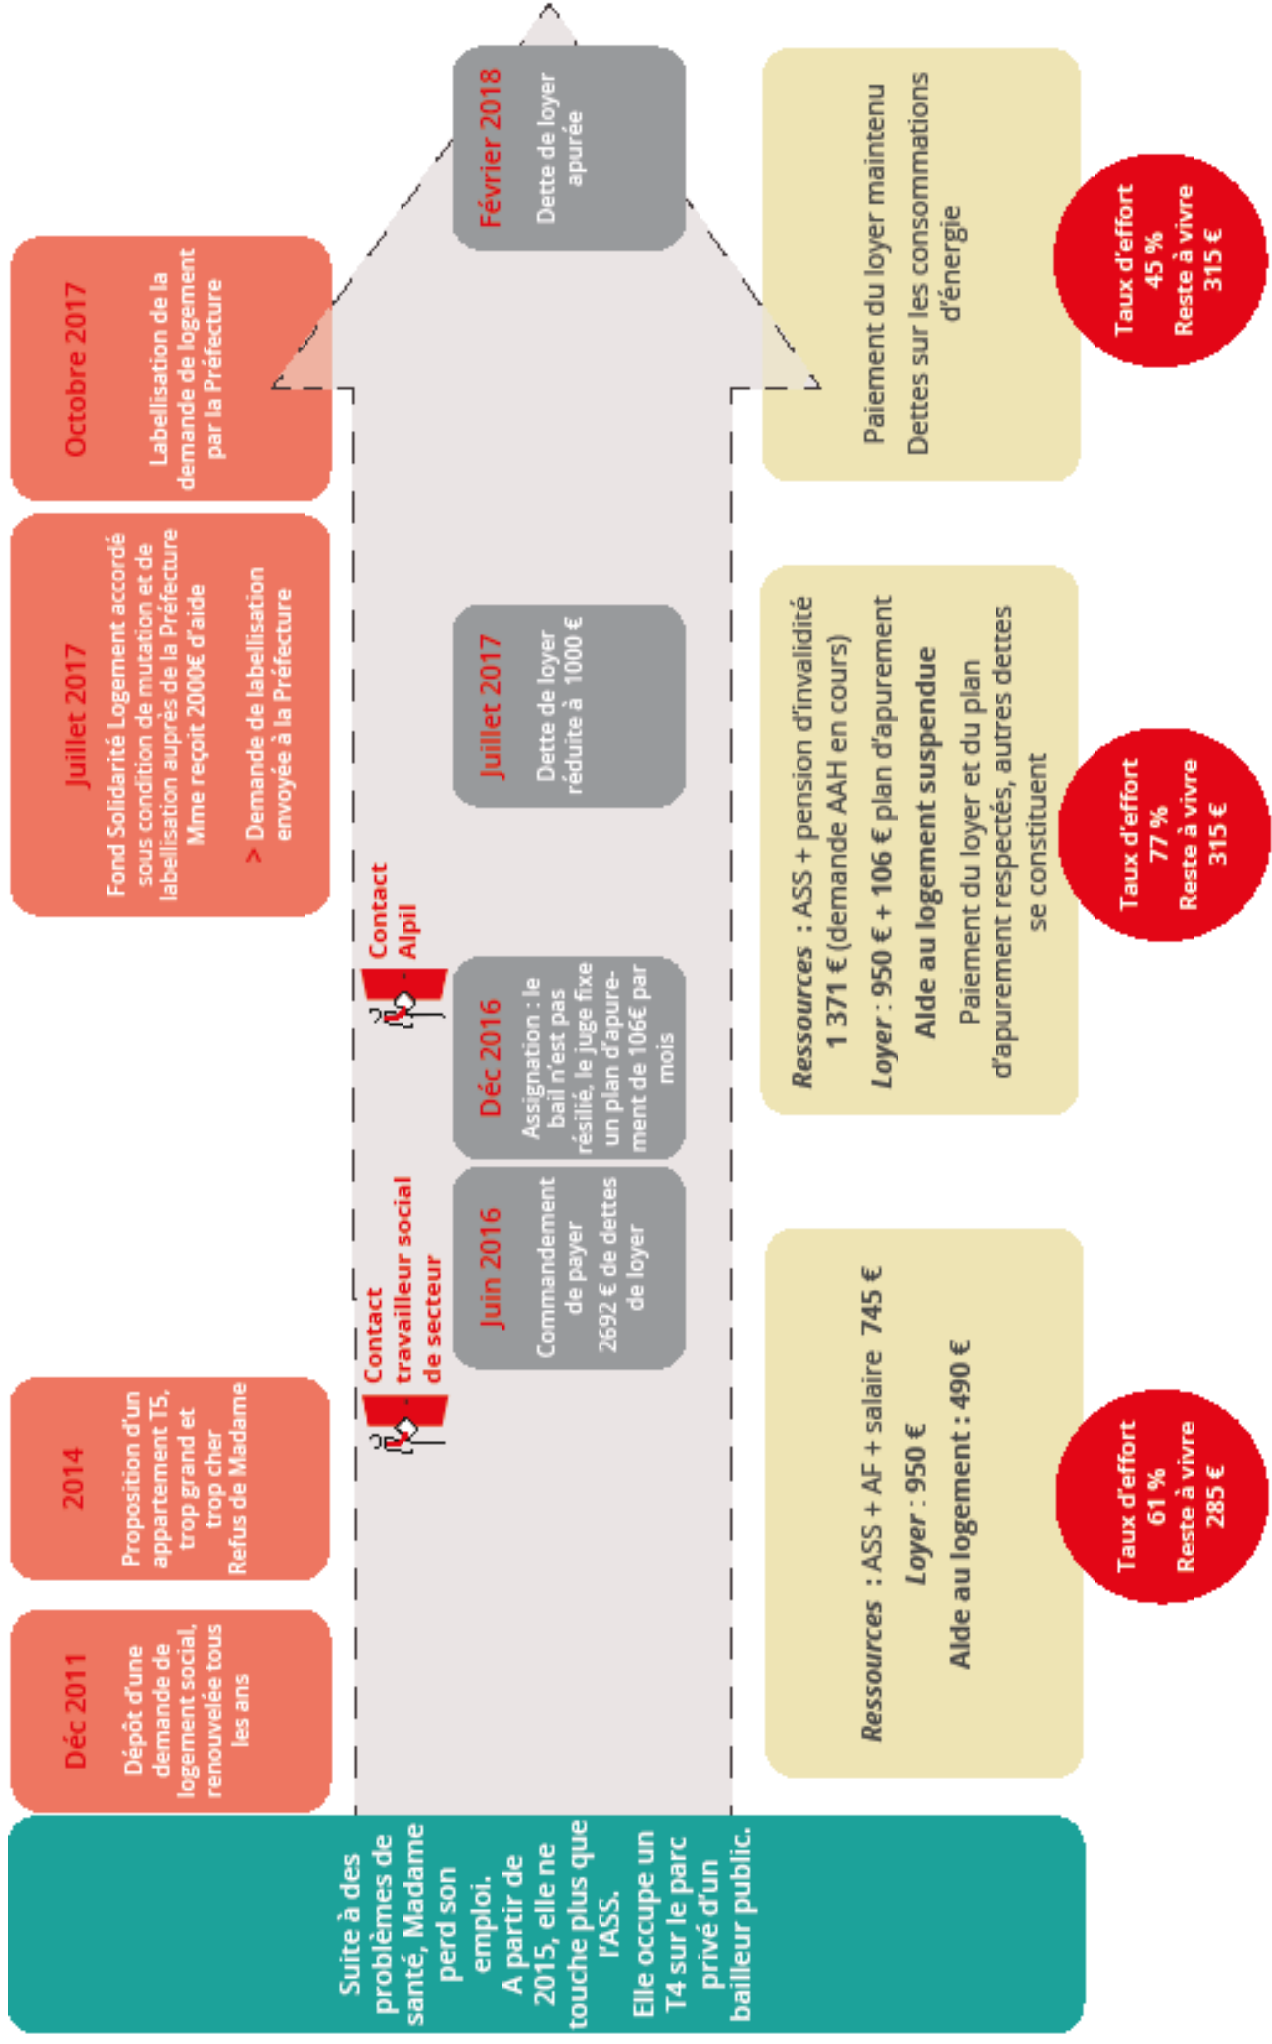 Suite à des
problèmes de
santé, Madame
perd son
emploi.
A partir de
2015, elle ne
touche plus que
l'ASS.
Elle occupe un
T4 sur le parc
privé d'un
bailleur public.
Déc 2011
Dépôt d'une
demande de
logement social,
renouvelée tous
les ans
2014
Proposition d'un
appartement T5,
trop grand et
trop cher
Refus de Madame
Juillet 2017
Fond Solidarité Logement accordé
sous condition de mutation et de
labellisation auprès de la Préfecture
Mme reçoit 2000€ d'aide
> Demande de labellisation
envoyée à la Préfecture
Octobre 2017
Labellisation de la
demande de logement
par la Préfecture
Contact
travailleur social
de secteur
Contact
Alpil
Juin 2016
Commandement
de payer
2692 € de dettes
de loyer
Déc 2016
Assignation : le
bail n'est pas
résilié, le juge fixe
un plan d'apure-
ment de 106€ par
mois
Juillet 2017
Dette de loyer
réduite à 1000 €
Février 2018
Dette de loyer
apurée
Ressources : ASS + AF + salaire 745 €
Loyer : 950 €
Aide au logement : 490 €
Taux d'effort
61 %
Reste à vivre
285 €
Ressources : ASS + pension d'invalidité
1 371 € (demande AAH en cours)
Loyer : 950 € + 106 € plan d'apurement
Aide au logement suspendue
Paiement du loyer et du plan
d'apurement respectés, autres dettes
se constituent
Taux d'effort
77 %
Reste à vivre
315 €
Paiement du loyer maintenu
Dettes sur les consommations
d'énergie
Taux d'effort
45 %
Reste à vivre
315 €